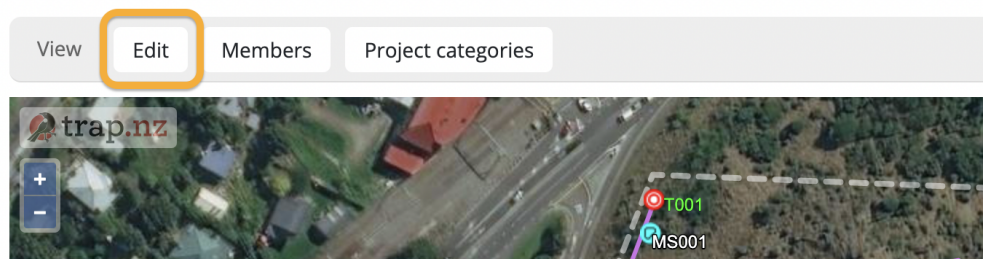 View Edit Members Project categories
trap.nz
+
−
T001
MS001